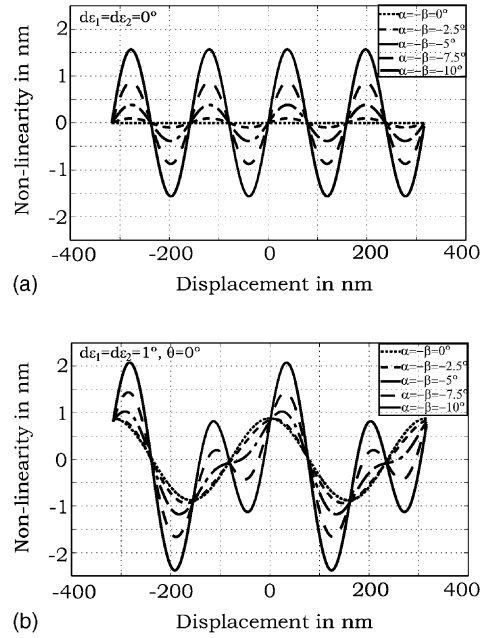 dε1=dε2=0°
α=−β=0°
α=−β=−2.5°
α=−β=−5°
α=−β=−7.5°
α=−β=−10°
2
1
0
-1
-2
Non-linearity in nm
-400
-200
0
200
400
(a)
Displacement in nm
dε1=dε2=1°, θ=0°
α=−β=0°
α=−β=−2.5°
α=−β=−5°
α=−β=−7.5°
α=−β=−10°
2
1
0
-1
-2
Non-linearity in nm
-400
-200
0
200
400
(b)
Displacement in nm